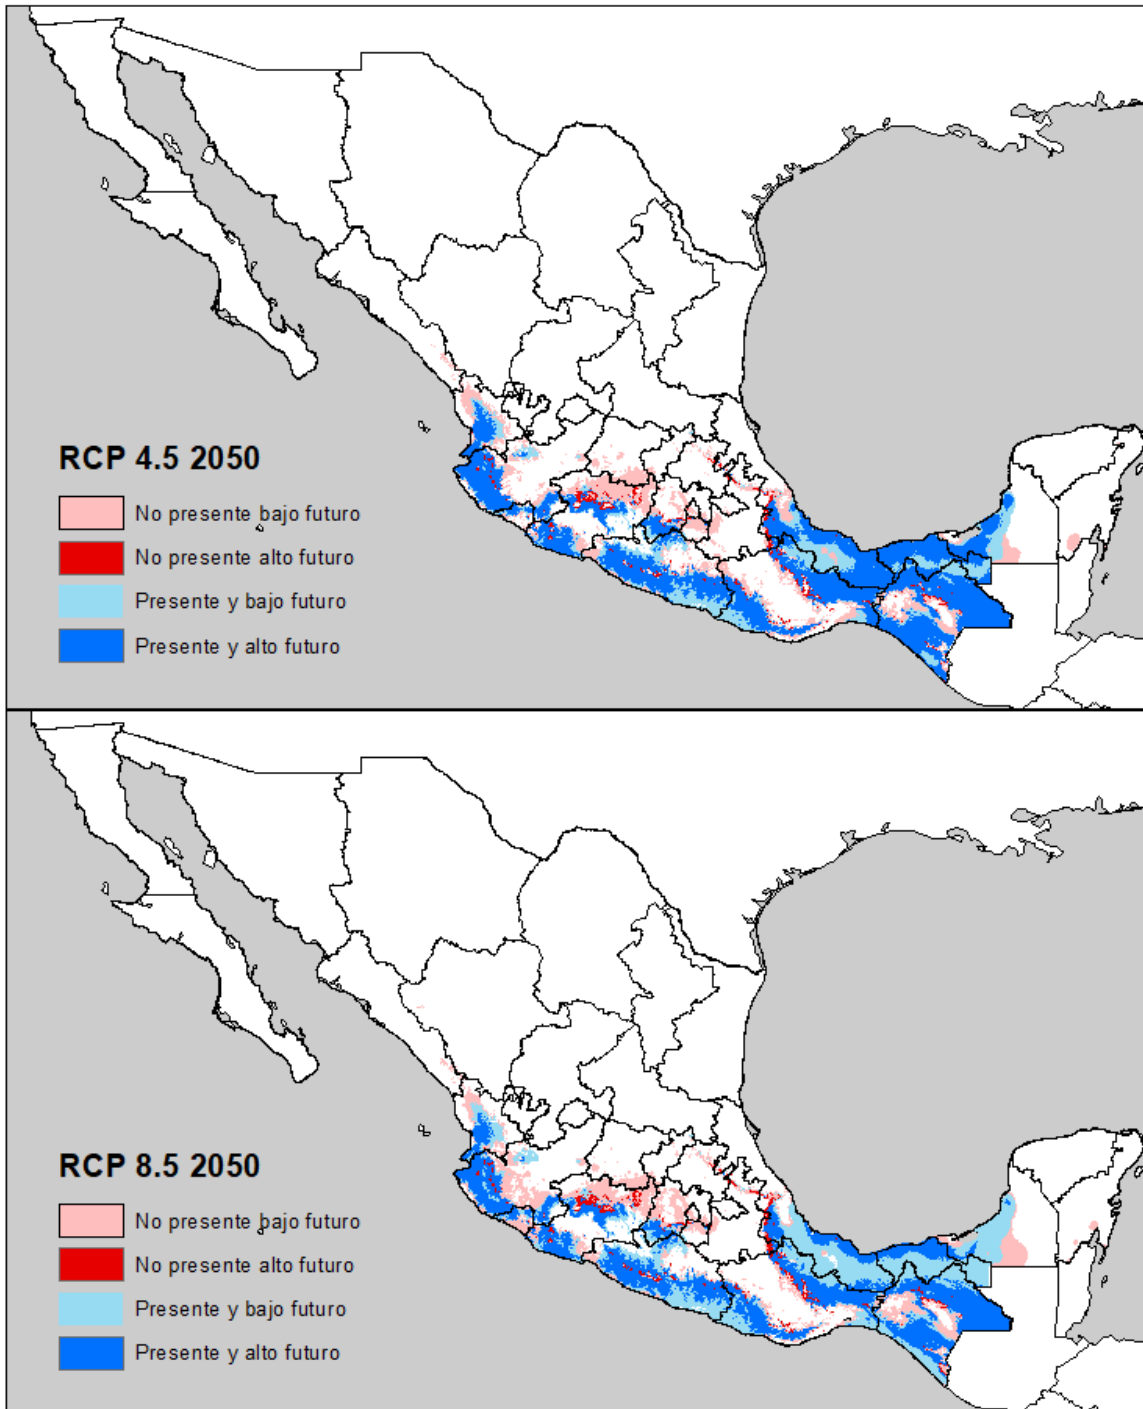 RCP 4.5 2050
No presente bajo futuro
No presente alto futuro
Presente y bajo futuro
Presente y alto futuro
RCP 8.5 2050
No presente bajo futuro
No presente alto futuro
Presente y bajo futuro
Presente y alto futuro